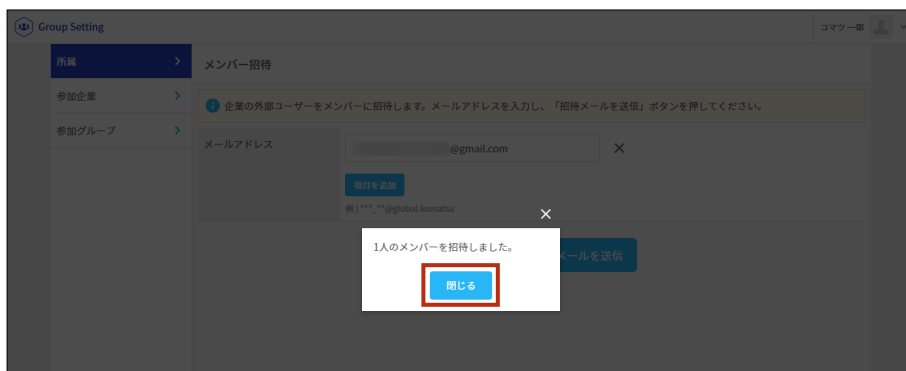 Group Setting
コマツ 一郎
所属
参加企業
参加グループ
メンバー招待
企業の外部ユーザーをメンバーに招待します。メールアドレスを入力し、「招待メールを送信」ボタンを押してください。
メールアドレス
@gmail.com
項目を追加
例 ) ***_**@global.komatsu
1人のメンバーを招待しました。
メールを送信
閉じる